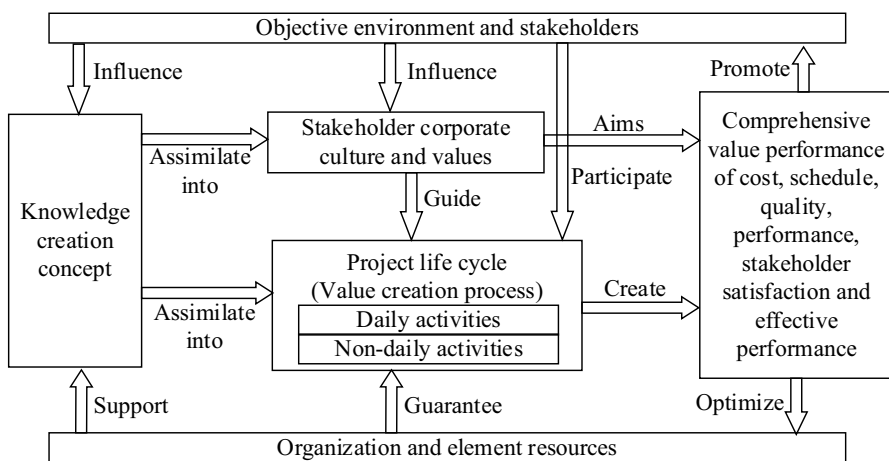 Objective environment and stakeholders
Influence
Influence
Promote
Knowledge
creation
concept
Assimilate
into
Stakeholder corporate
culture and values
Aims
Participate
Guide
Comprehensive
value performance
of cost, schedule,
quality,
performance,
stakeholder
satisfaction and
effective
performance
Assimilate
into
Project life cycle
(Value creation process)
Daily activities
Non-daily activities
Create
Support
Guarantee
Optimize
Organization and element resources